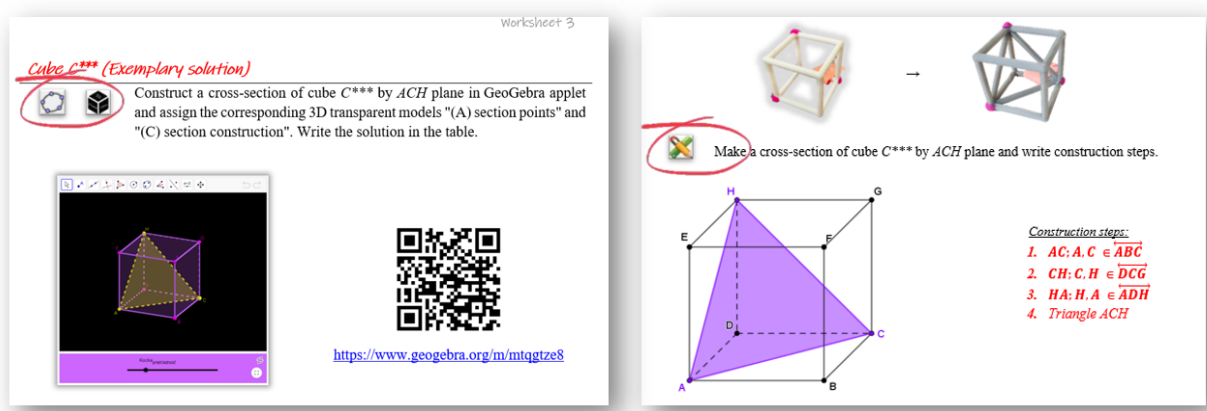 Worksheet 3
Cube C*** (Exemplary solution)
Construct a cross-section of cube C*** by ACH plane in GeoGebra applet
and assign the corresponding 3D transparent models "(A) section points" and
"(C) section construction". Write the solution in the table.
https://www.geogebra.org/m/mtqgtze8
→
Make a cross-section of cube C*** by ACH plane and write construction steps.
H
G
E
F
D
C
A
B
Construction steps:
1. AC; A, C ∈ ABC
2. CH; C, H ∈ DCG
3. HA; H, A ∈ ADH
4. Triangle ACH